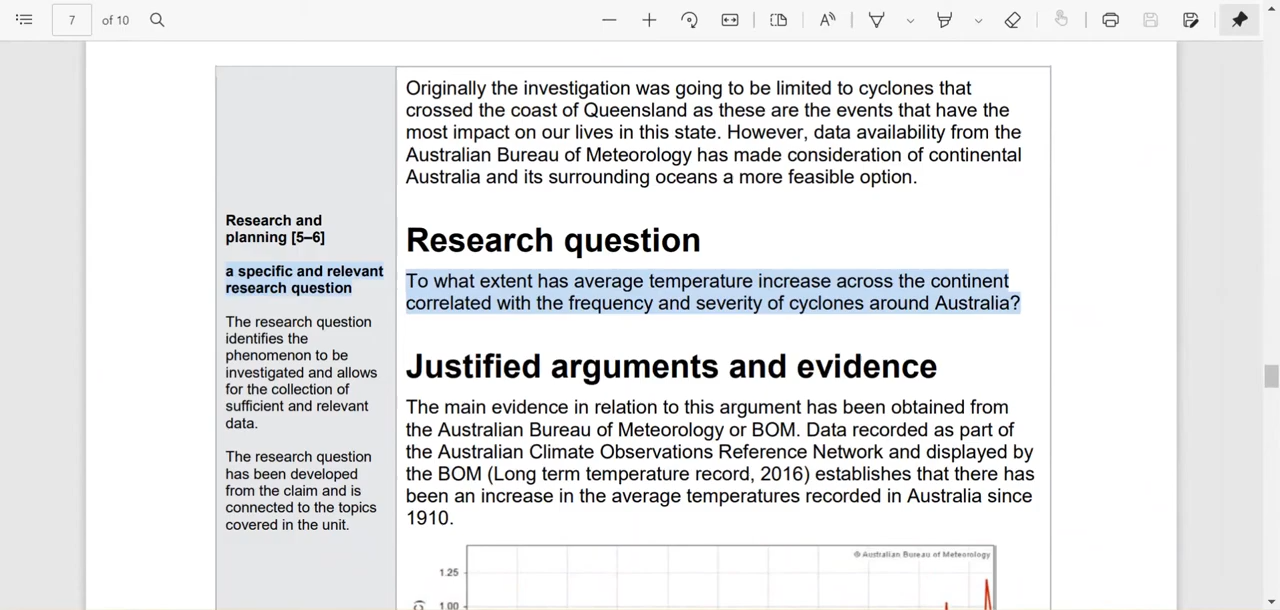 7 of 10
Originally the investigation was going to be limited to cyclones that
crossed the coast of Queensland as these are the events that have the
most impact on our lives in this state. However, data availability from the
Australian Bureau of Meteorology has made consideration of continental
Australia and its surrounding oceans a more feasible option.
Research and
planning [5–6]
a specific and relevant
research question
The research question
identifies the
phenomenon to be
investigated and allows
for the collection of
sufficient and relevant
data.
The research question
has been developed
from the claim and is
connected to the topics
covered in the unit.
Research question
To what extent has average temperature increase across the continent
correlated with the frequency and severity of cyclones around Australia?
Justified arguments and evidence
The main evidence in relation to this argument has been obtained from
the Australian Bureau of Meteorology or BOM. Data recorded as part of
the Australian Climate Observations Reference Network and displayed by
the BOM (Long term temperature record, 2016) establishes that there has
been an increase in the average temperatures recorded in Australia since
1910.
© Australian Bureau of Meteorology
1.25
1.00